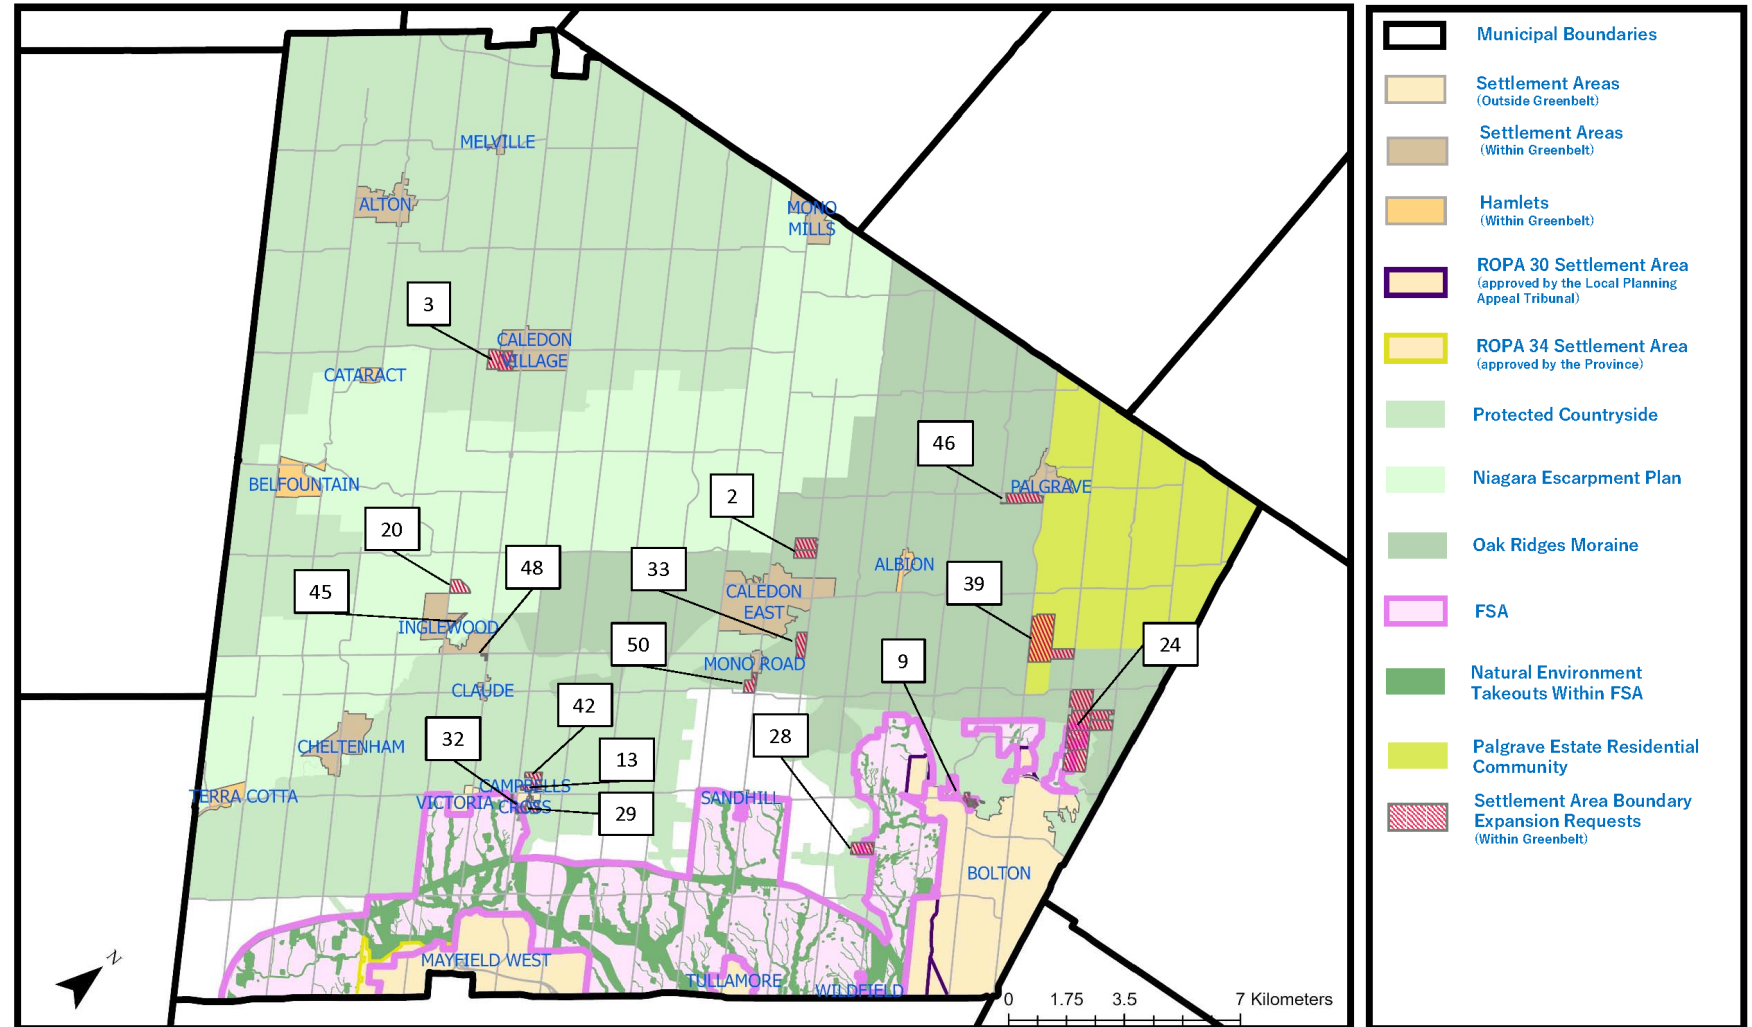 MELVILLE
ALTON
MONO
MILLS
3
CALEDON
VILLAGE
CATARACT
46
BELFOUNTAIN
PALGRAVE
2
20
48
33
ALBION
39
45
CALEDON
EAST
INGLEWOOD
50
MONO ROAD
9
24
CLAUDE
42
32
28
CHELTENHAM
13
CAMPBELLS
CROSS
TERRA COTTA
VICTORIA
SANDHILL
29
BOLTON
MAYFIELD WEST
TULLAMORE
WILDFIELD
N
0 1.75 3.5 7 Kilometers
Municipal Boundaries
Settlement Areas
(Outside Greenbelt)
Settlement Areas
(Within Greenbelt)
Hamlets
(Within Greenbelt)
ROPA 30 Settlement Area
(approved by the Local Planning
Appeal Tribunal)
ROPA 34 Settlement Area
(approved by the Province)
Protected Countryside
Niagara Escarpment Plan
Oak Ridges Moraine
FSA
Natural Environment
Takeouts Within FSA
Palgrave Estate Residential
Community
Settlement Area Boundary
Expansion Requests
(Within Greenbelt)